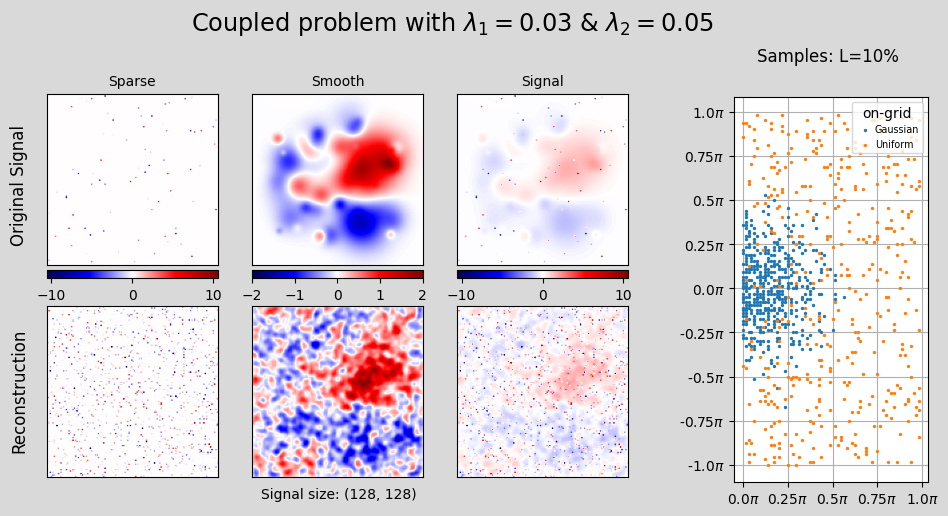 Coupled problem with λ₁ = 0.03 & λ₂ = 0.05
Samples: L=10%
Sparse
Smooth
Signal
Original Signal
−10 0 10
−2 −1 0 1 2
−10 0 10
Reconstruction
Signal size: (128, 128)
on-grid
Gaussian
Uniform
1.0π
0.75π
0.5π
0.25π
0.0π
-0.25π
-0.5π
-0.75π
-1.0π
0.0π 0.25π 0.5π 0.75π 1.0π